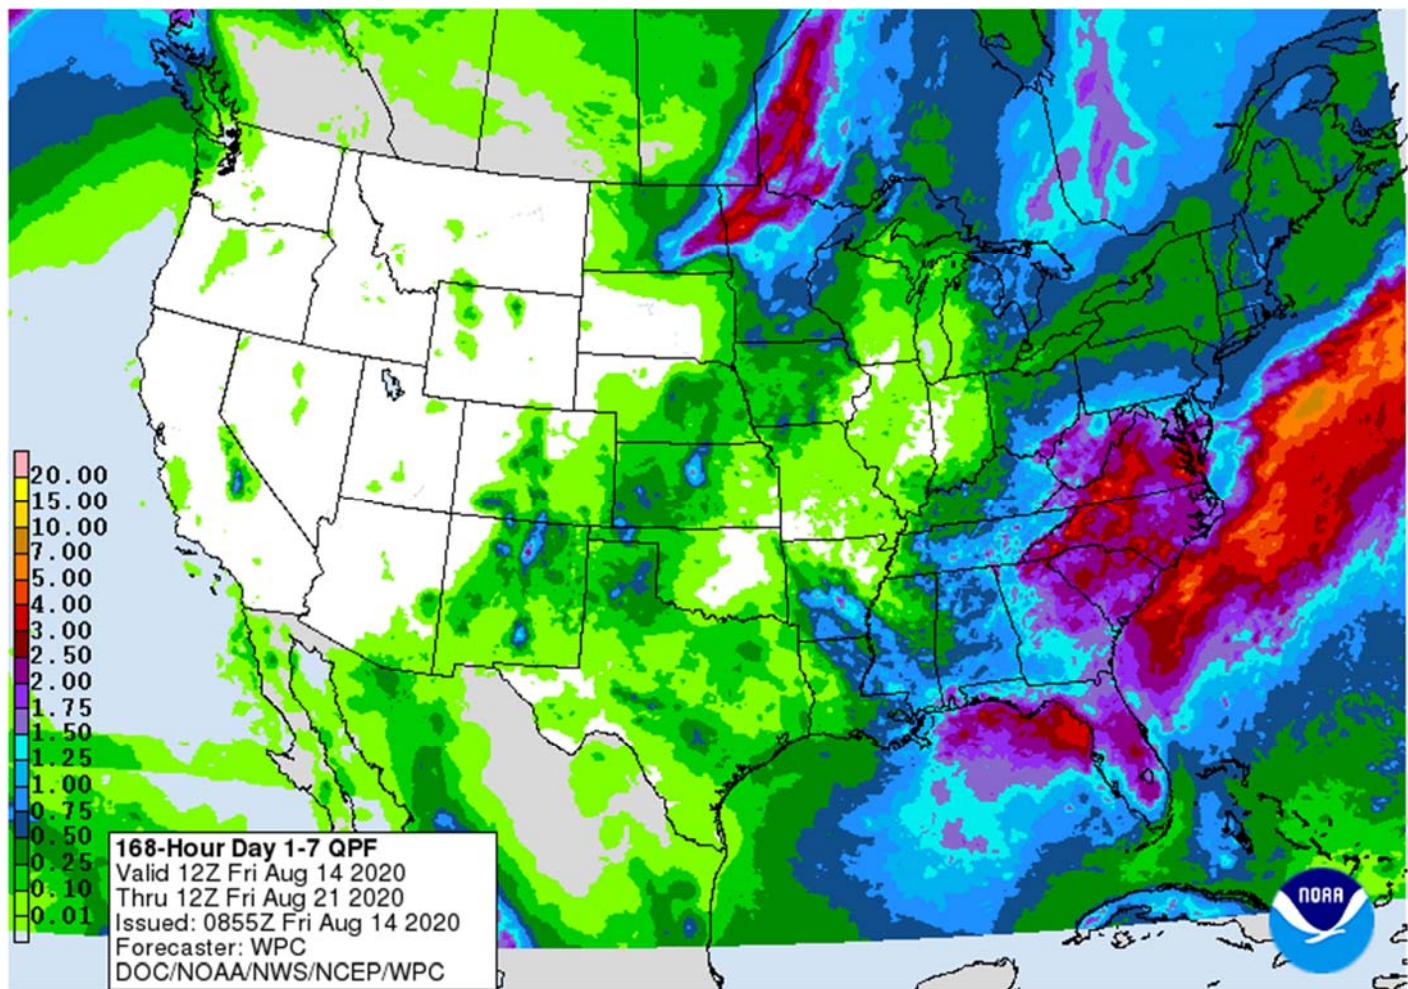 20.00
15.00
10.00
7.00
5.00
4.00
3.00
2.50
2.00
1.75
1.50
1.25
1.00
0.75
0.50
0.25
0.10
0.01
168-Hour Day 1-7 QPF
Valid 12Z Fri Aug 14 2020
Thru 12Z Fri Aug 21 2020
Issued: 0855Z Fri Aug 14 2020
Forecaster: WPC
DOC/NOAA/NWS/NCEP/WPC
NOAA